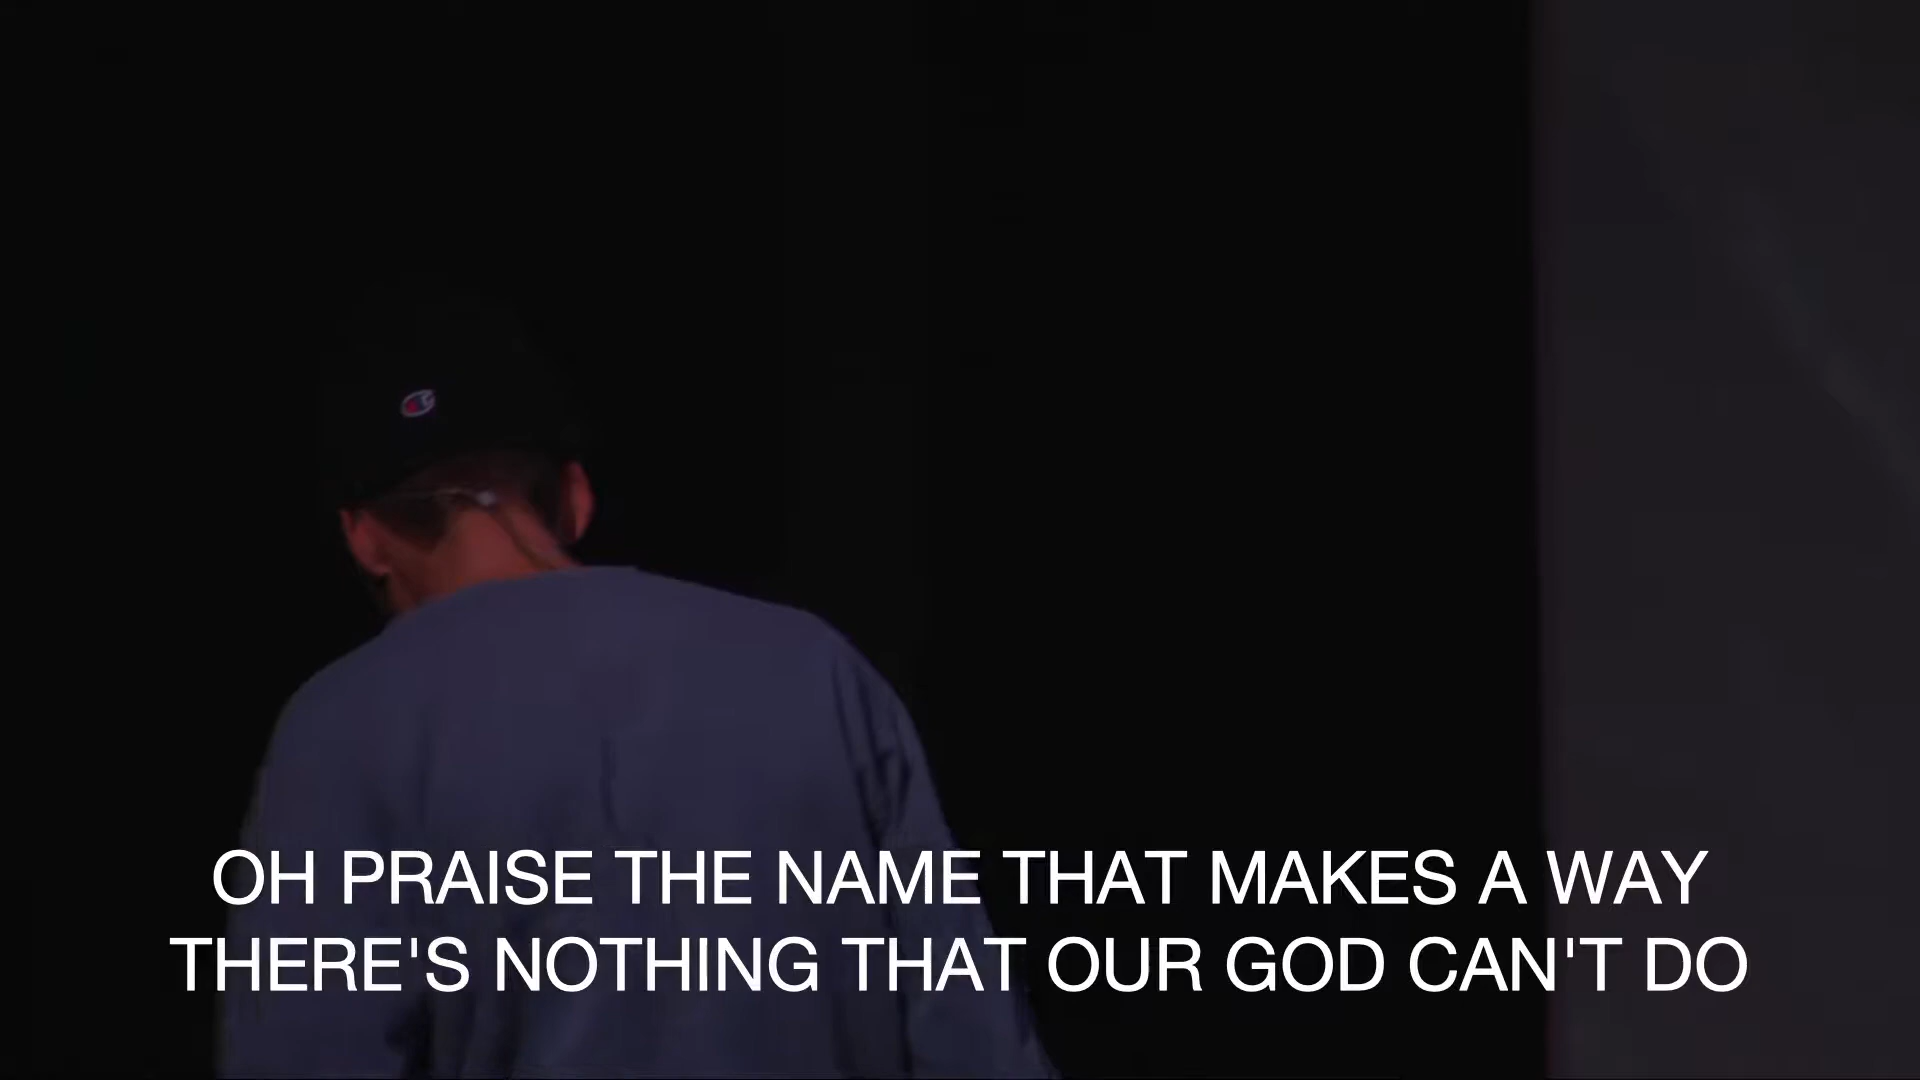 OH PRAISE THE NAME THAT MAKES A WAY
THERE'S NOTHING THAT OUR GOD CAN'T DO